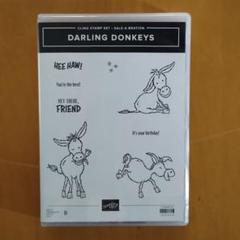 CLING STAMP SET • SALE-A-BRATION
DARLING DONKEYS
HEE HAW!
You're the best!
HEY THERE,
FRIEND
It's your birthday!
8